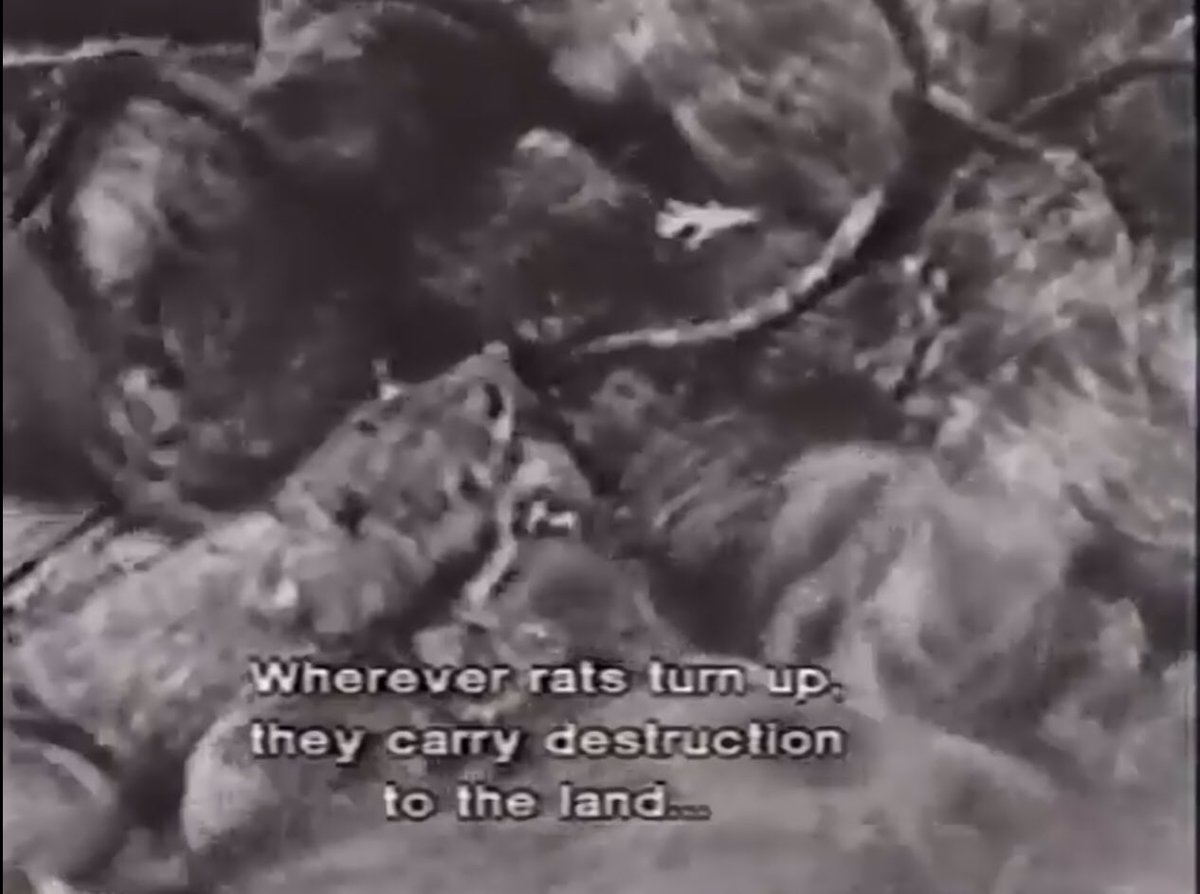 Wherever rats turn up,
they carry destruction
to the land...